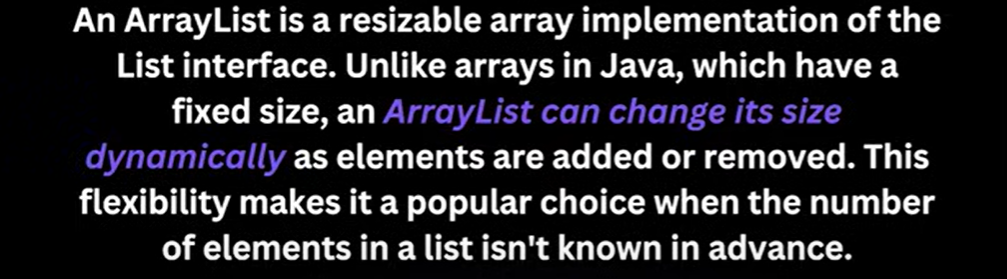 An ArrayList is a resizable array implementation of the
List interface. Unlike arrays in Java, which have a
fixed size, an ArrayList can change its size
dynamically as elements are added or removed. This
flexibility makes it a popular choice when the number
of elements in a list isn't known in advance.